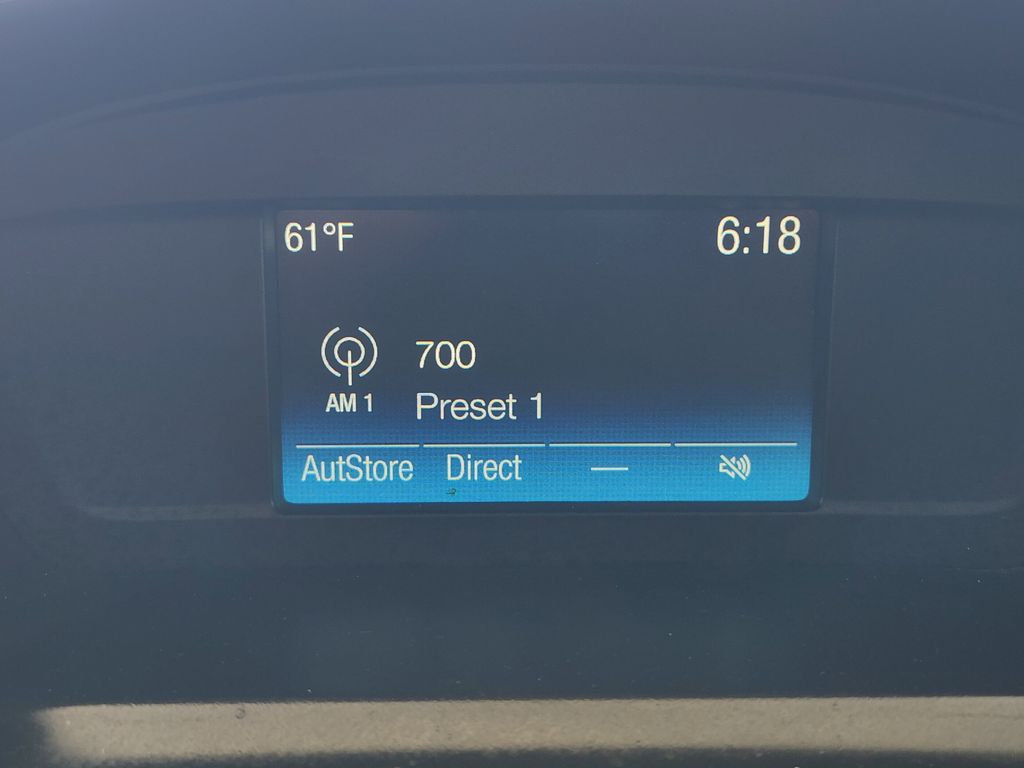 61°F 6:18
700
AM 1 Preset 1
AutStore Direct —